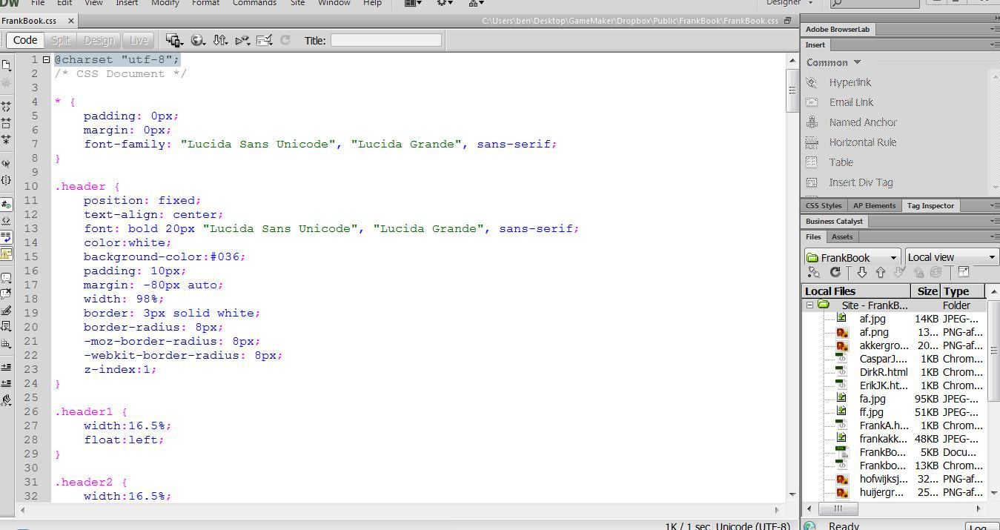 DW File Edit View Insert Modify Format Commands Site Window Help Designer
FrankBook.css × C:\Users\ben\Desktop\GameMaker\Dropbox\Public\FrankBook\FrankBook.css
Code Split Design Live Title:
1 @charset "utf-8";
2 /* CSS Document */
3
4 * {
5 padding: 0px;
6 margin: 0px;
7 font-family: "Lucida Sans Unicode", "Lucida Grande", sans-serif;
8 }
9
10 .header {
11 position: fixed;
12 text-align: center;
13 font: bold 20px "Lucida Sans Unicode", "Lucida Grande", sans-serif;
14 color:white;
15 background-color:#036;
16 padding: 10px;
17 margin: -80px auto;
18 width: 98%;
19 border: 3px solid white;
20 border-radius: 8px;
21 -moz-border-radius: 8px;
22 -webkit-border-radius: 8px;
23 z-index:1;
24 }
25
26 .header1 {
27 width:16.5%;
28 float:left;
29 }
30
31 .header2 {
32 width:16.5%;
1K / 1 sec Unicode (UTF-8)
Adobe BrowserLab
Insert
Common
Hyperlink
Email Link
Named Anchor
Horizontal Rule
Table
Insert Div Tag
CSS Styles AP Elements Tag Inspector
Business Catalyst
Files Assets
FrankBook Local view
Local Files Size Type
Site - FrankB... Folder
af.jpg 14KB JPEG-...
af.png 13... PNG-af...
akkergro... 20... PNG-af...
CasparJ.... 1KB Chrom...
DirkR.html 1KB Chrom...
ErikJK.ht... 1KB Chrom...
fa.jpg 95KB JPEG-...
ff.jpg 51KB JPEG-...
FrankA.h... 1KB Chrom...
frankakk... 48KB JPEG-...
FrankBo... 5KB Docu...
Frankbo... 13KB Chrom...
hofwijksj... 32... PNG-af...
huijergr... 25... PNG-af...
Ready Log...